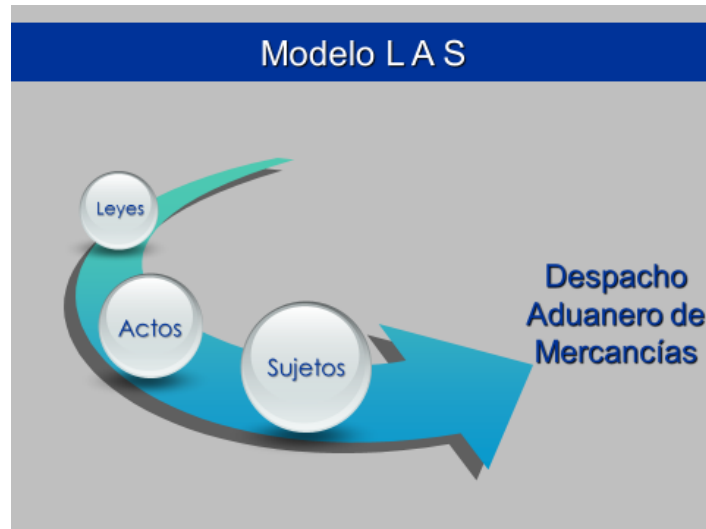 Modelo L A S
Leyes
Actos
Sujetos
Despacho
Aduanero de
Mercancías